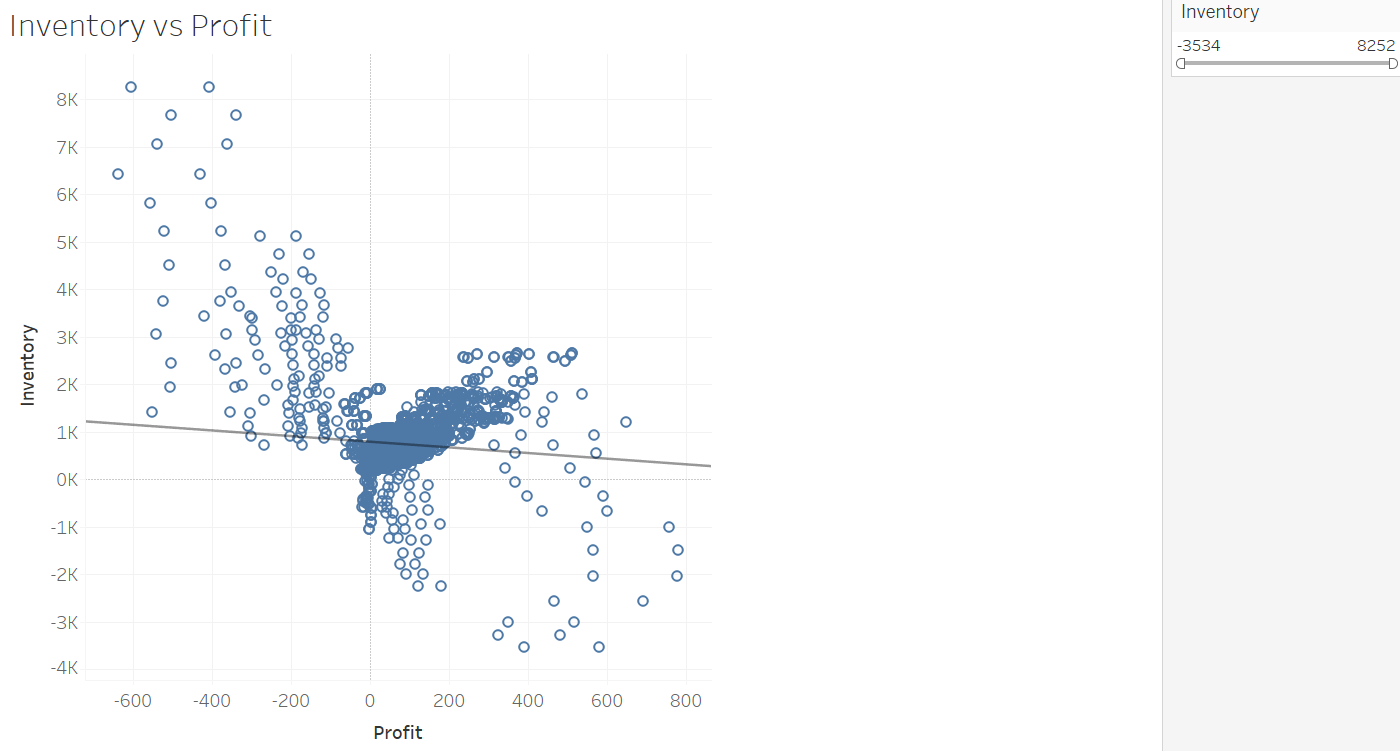 Inventory vs Profit
Inventory
-3534 8252
8K
7K
6K
5K
4K
3K
2K
1K
0K
-1K
-2K
-3K
-4K
Inventory
-600 -400 -200 0 200 400 600 800
Profit